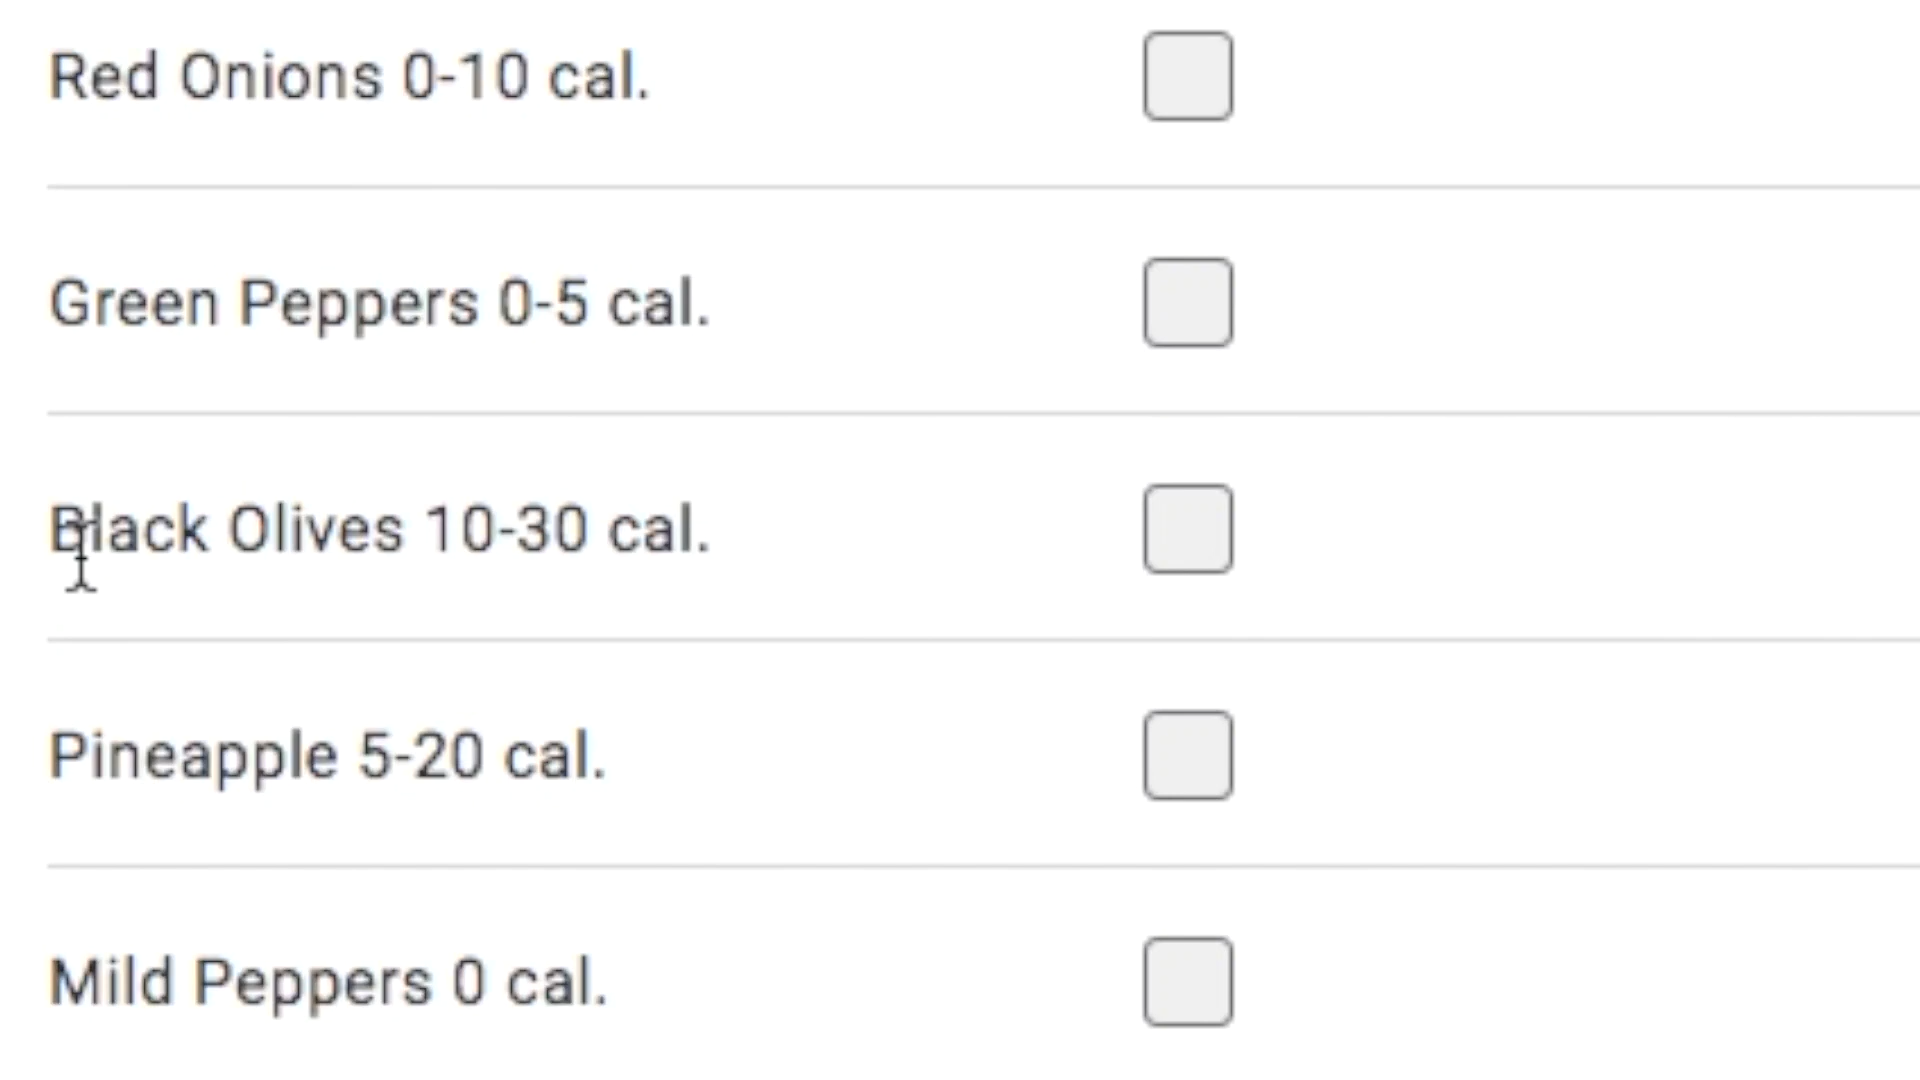 Red Onions 0-10 cal.
Green Peppers 0-5 cal.
Black Olives 10-30 cal.
Pineapple 5-20 cal.
Mild Peppers 0 cal.